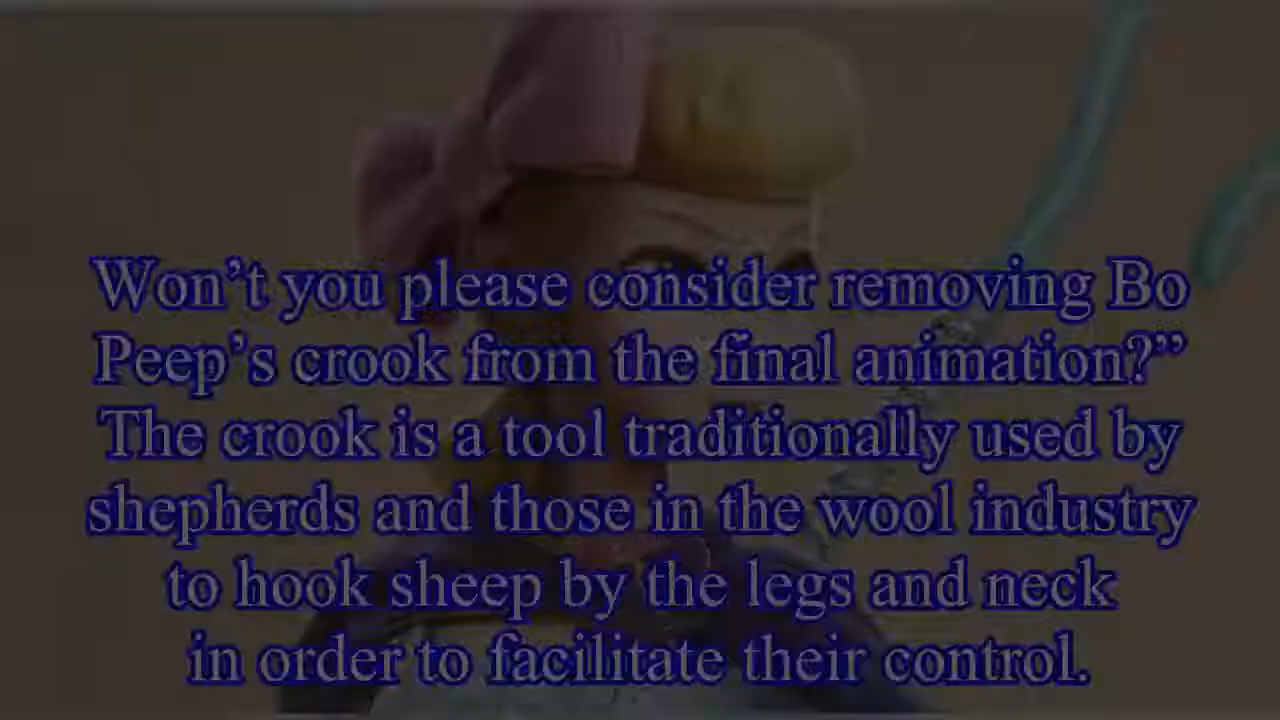 Won’t you please consider removing Bo
Peep’s crook from the final animation?”
The crook is a tool traditionally used by
shepherds and those in the wool industry
to hook sheep by the legs and neck
in order to facilitate their control.